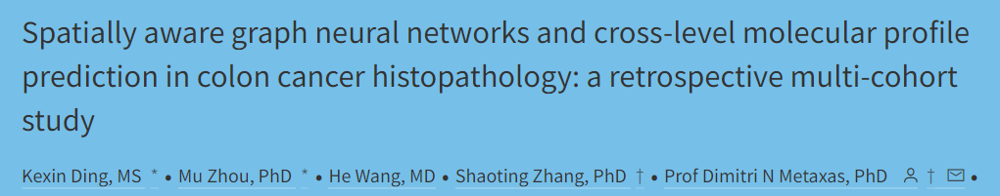 Spatially aware graph neural networks and cross-level molecular profile
prediction in colon cancer histopathology: a retrospective multi-cohort
study
Kexin Ding, MS * • Mu Zhou, PhD * • He Wang, MD • Shaoting Zhang, PhD † • Prof Dimitri N Metaxas, PhD † •